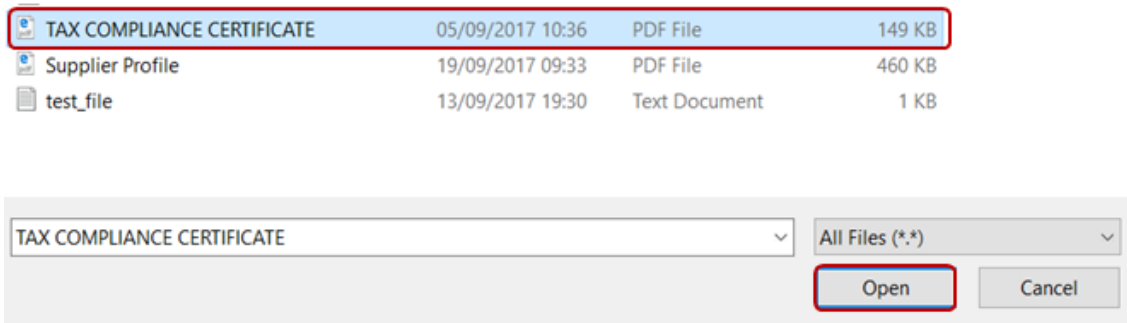 TAX COMPLIANCE CERTIFICATE 05/09/2017 10:36 PDF File 149 KB
Supplier Profile 19/09/2017 09:33 PDF File 460 KB
test_file 13/09/2017 19:30 Text Document 1 KB
TAX COMPLIANCE CERTIFICATE All Files (*.*)
Open Cancel